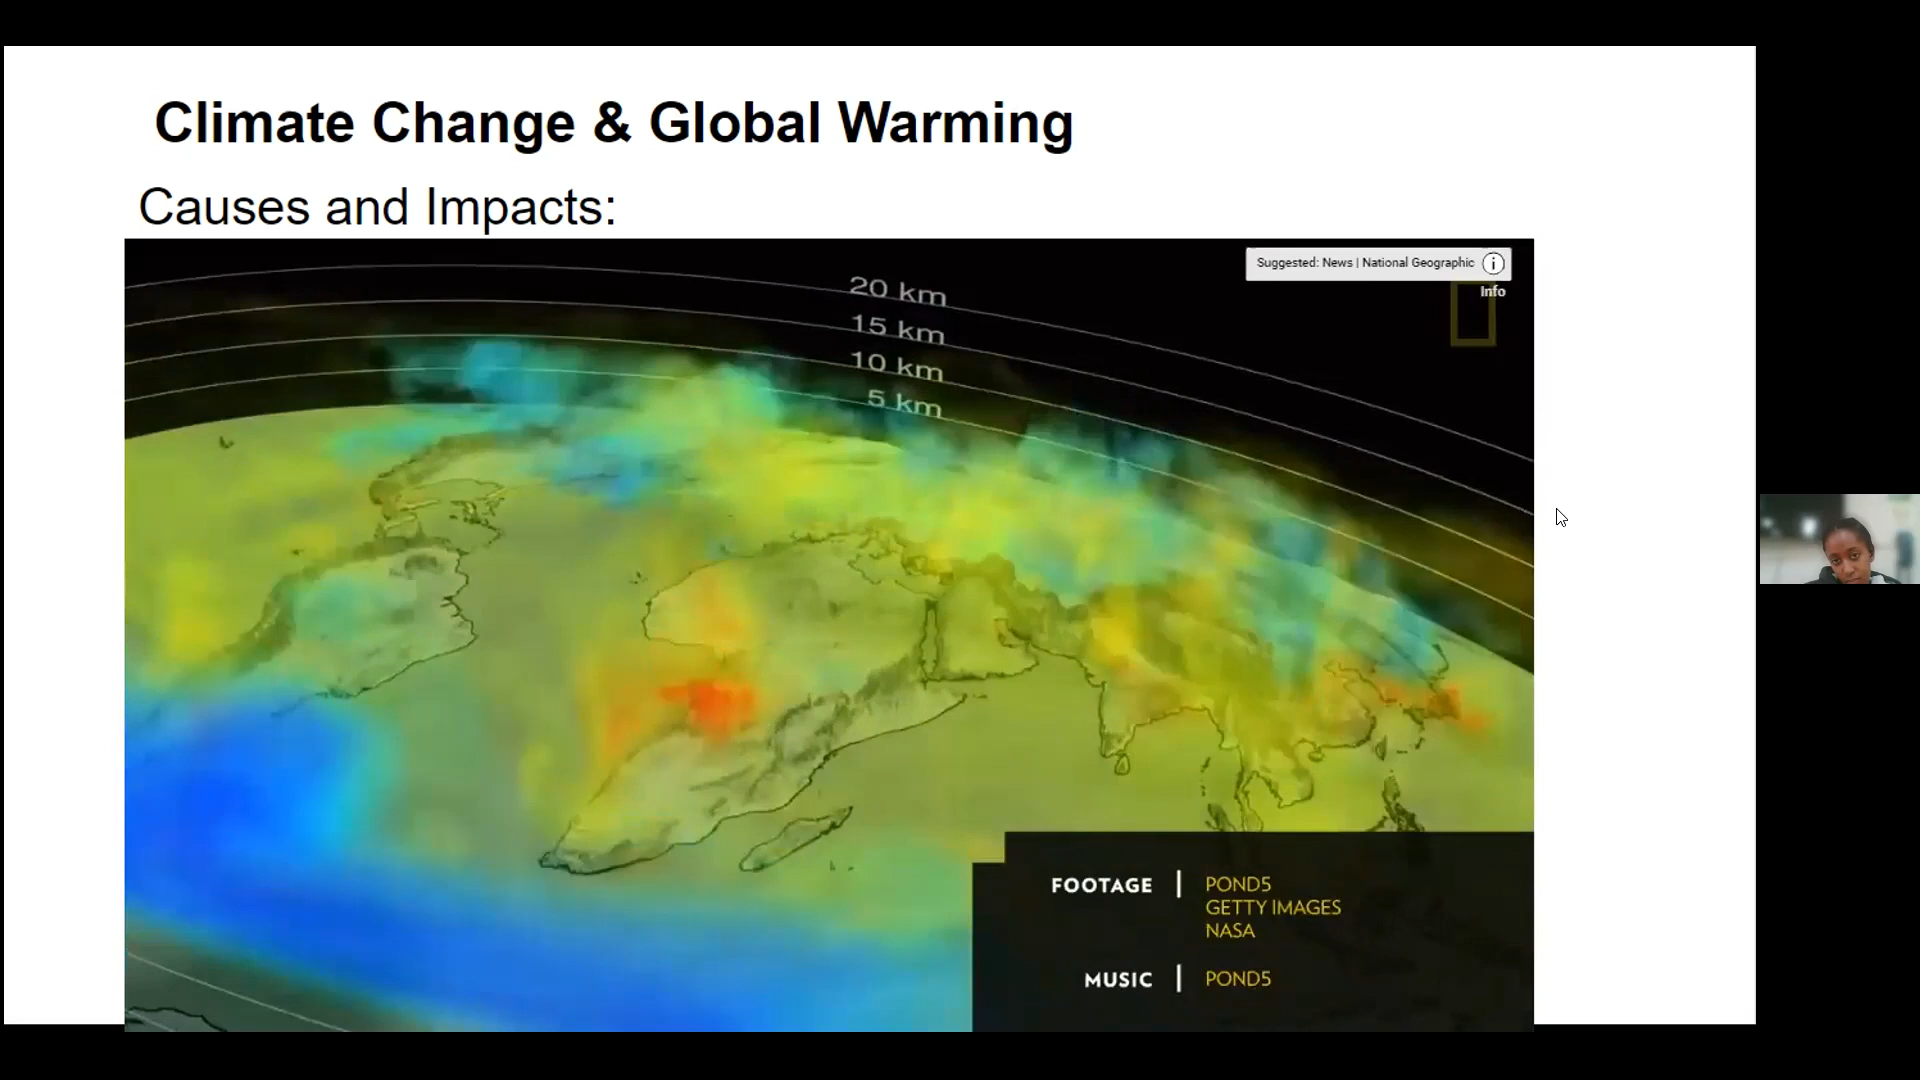 Climate Change & Global Warming
Causes and Impacts:
Suggested: News | National Geographic
Info
20 km
15 km
10 km
5 km
FOOTAGE | POND5
GETTY IMAGES
NASA
MUSIC | POND5